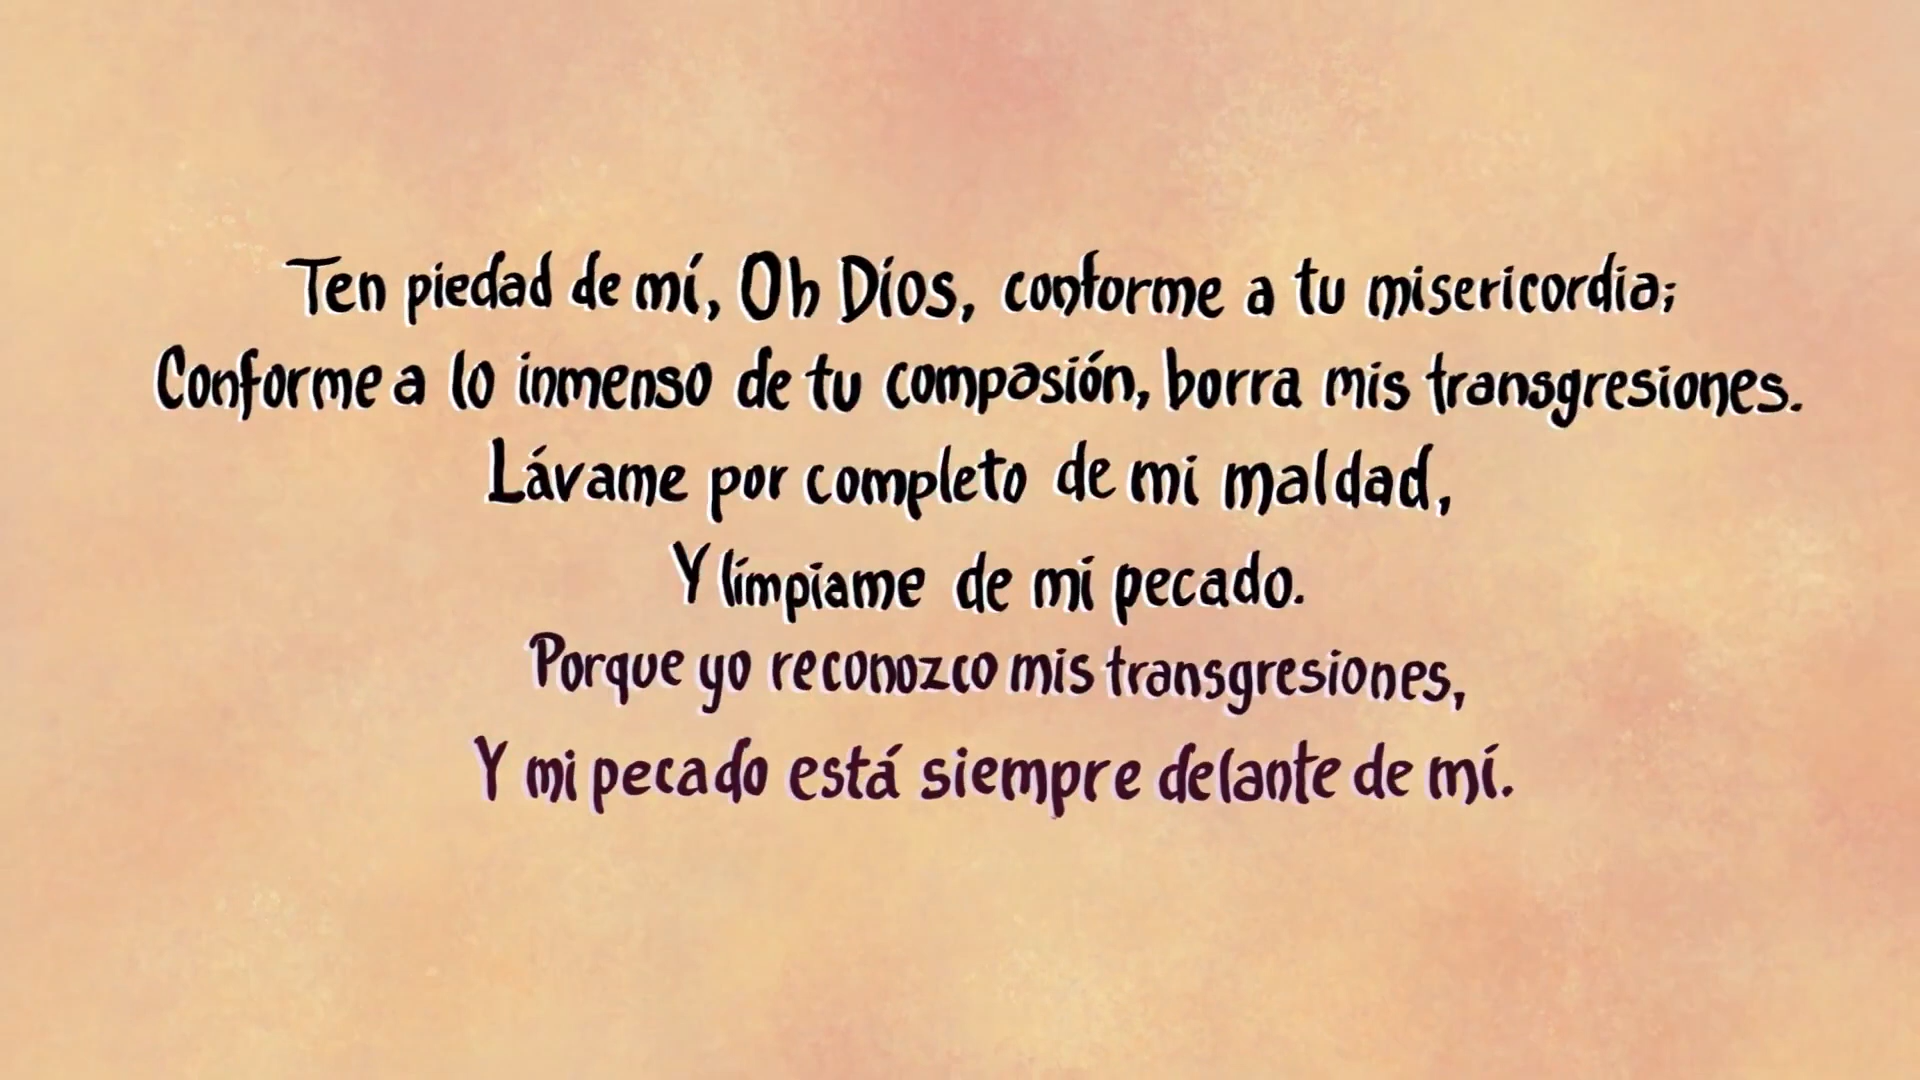 Ten piedad de mí, Oh Dios, conforme a tu misericordia;
Conforme a lo inmenso de tu compasión, borra mis transgresiones.
Lávame por completo de mi maldad,
Y límpiame de mi pecado.
Porque yo reconozco mis transgresiones,
Y mi pecado está siempre delante de mí.